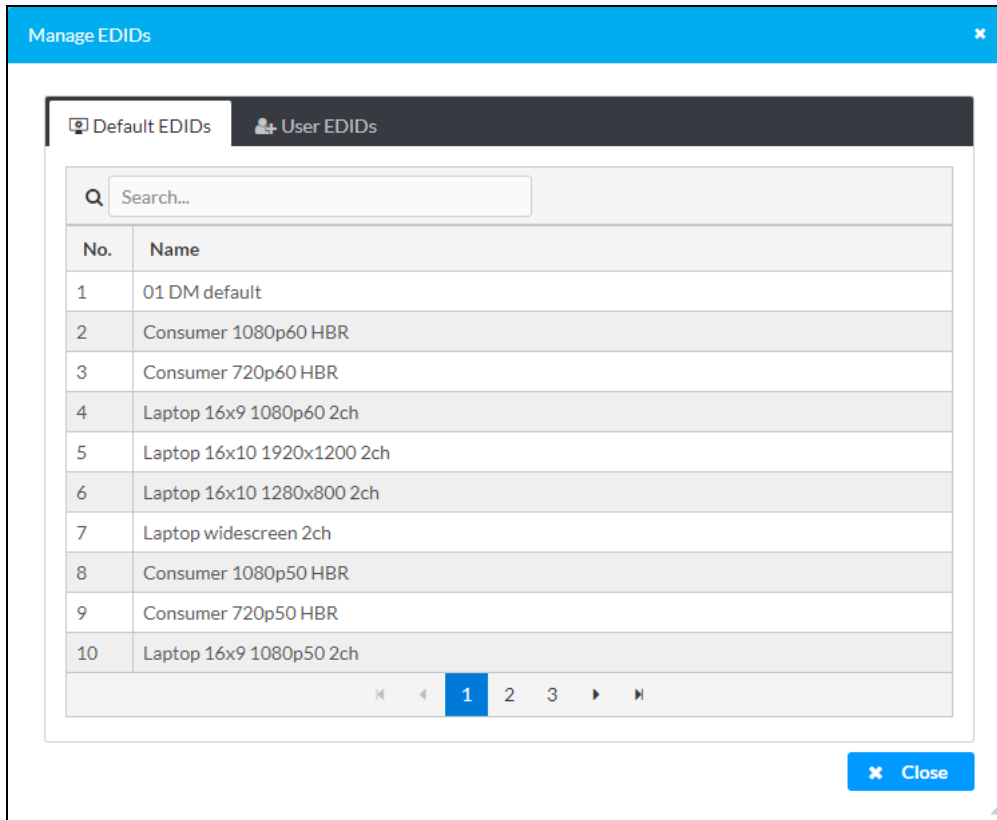 Manage EDIDs
Default EDIDs User EDIDs
Search...
No. Name
1 01 DM default
2 Consumer 1080p60 HBR
3 Consumer 720p60 HBR
4 Laptop 16x9 1080p60 2ch
5 Laptop 16x10 1920x1200 2ch
6 Laptop 16x10 1280x800 2ch
7 Laptop widescreen 2ch
8 Consumer 1080p50 HBR
9 Consumer 720p50 HBR
10 Laptop 16x9 1080p50 2ch
1 2 3
Close